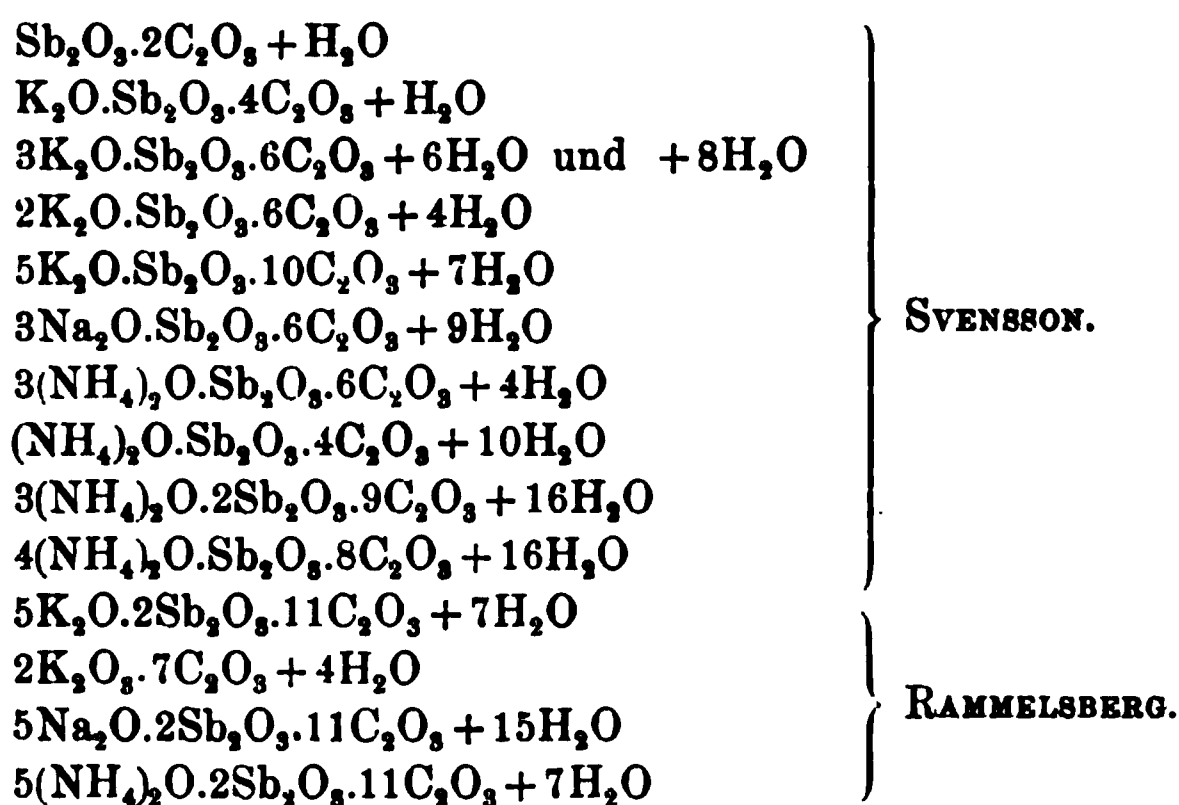 Sb₂O₃.2C₂O₃ + H₂O
K₂O.Sb₂O₃.4C₂O₃ + H₂O
3K₂O.Sb₂O₃.6C₂O₃ + 6H₂O und + 8H₂O
2K₂O.Sb₂O₃.6C₂O₃ + 4H₂O
5K₂O.Sb₂O₃.10C₂O₃ + 7H₂O
3Na₂O.Sb₂O₃.6C₂O₃ + 9H₂O
3(NH₄)₂O.Sb₂O₃.6C₂O₃ + 4H₂O
(NH₄)₂O.Sb₂O₃.4C₂O₃ + 10H₂O
3(NH₄)₂O.2Sb₂O₃.9C₂O₃ + 16H₂O
4(NH₄)₂O.Sb₂O₃.8C₂O₃ + 16H₂O
SVENSSON.
5K₂O.2Sb₂O₃.11C₂O₃ + 7H₂O
2K₂O₃.7C₂O₃ + 4H₂O
5Na₂O.2Sb₂O₃.11C₂O₃ + 15H₂O
5(NH₄)₂O.2Sb₂O₃.11C₂O₃ + 7H₂O
RAMMELSBERG.